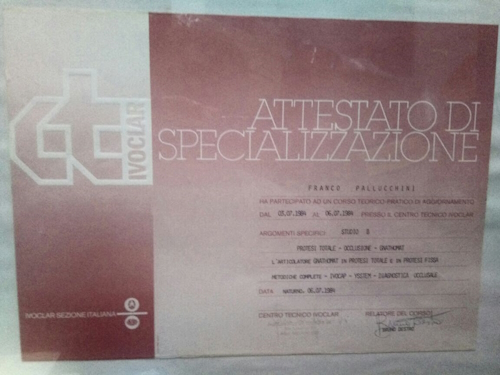 ct
IVOCLAR
ATTESTATO DI
SPECIALIZZAZIONE
FRANCO PALLUCCHINI
HA PARTECIPATO AD UN CORSO TEORICO-PRATICO DI AGGIORNAMENTO
DAL 03.07.1984 AL 06.07.1984 PRESSO IL CENTRO TECNICO IVOCLAR
ARGOMENTI SPECIFICI STUDIO 3
PROTESI TOTALE - OCCLUSIONE - GNATHOMAT
L'ARTICOLATORE GNATHOMAT IN PROTESI TOTALE E IN PROTESI FISSA
METODICHE COMPLETE - IVOCAP - DIAGNOSTICA OCCLUSALE
DATA NATURNO, 06.07.1984
IVOCLAR SEZIONE ITALIANA
CENTRO TECNICO IVOCLAR RELATORE DEL CORSO